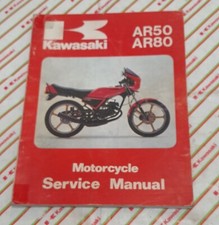 Kawasaki
AR50
AR80
Motorcycle
Service Manual